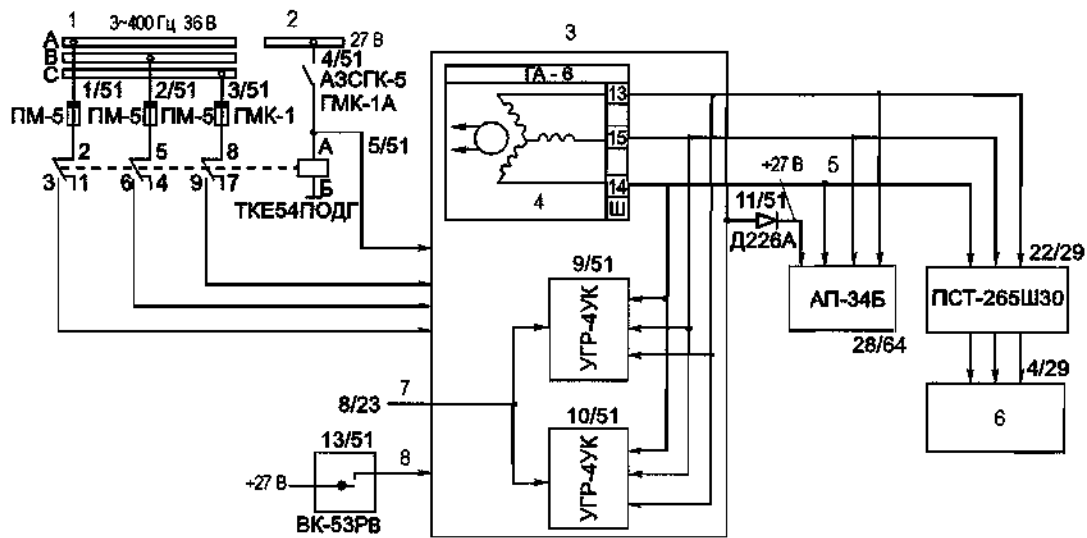 1
3~400 Гц 36 В
2
3
А
В
С
27 В
4/51
АЗСГК-5
ГМК-1А
1/51
2/51
3/51
ПМ-5
ПМ-5
ПМ-5
ГМК-1
2
5
8
3
1
6
4
9
17
А
Б
5/51
ТКЕ54ПОДГ
ГА - 6
13
15
14
Ш
4
+27 В
5
11/51
Д226А
АП-34Б
28/64
22/29
ПСТ-265Ш30
4/29
6
9/51
УГР-4УК
10/51
УГР-4УК
7
8/23
13/51
8
+27 В
ВК-53РВ